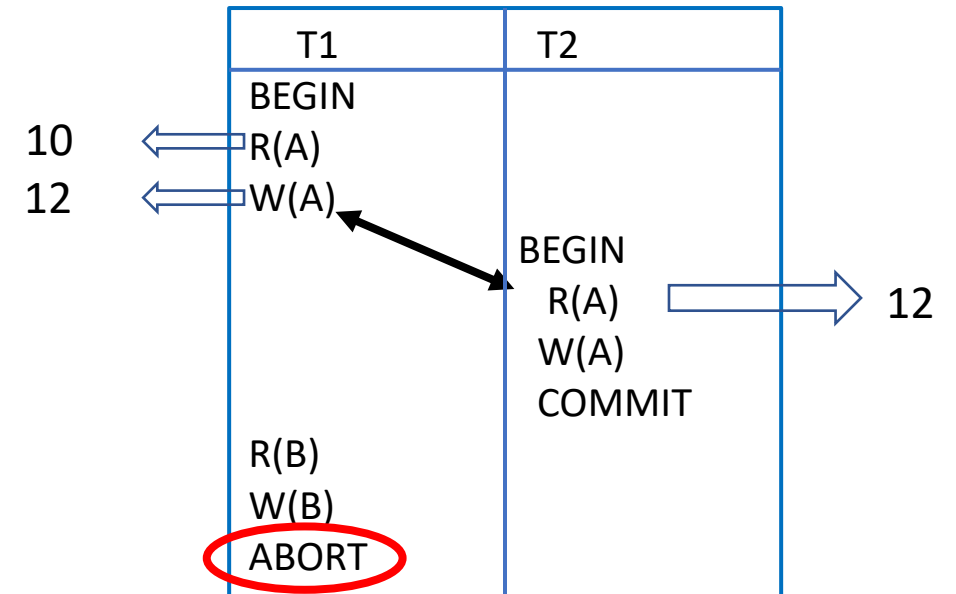 T1 T2
BEGIN
10 R(A)
12 W(A)
BEGIN
R(A) 12
W(A)
COMMIT
R(B)
W(B)
ABORT